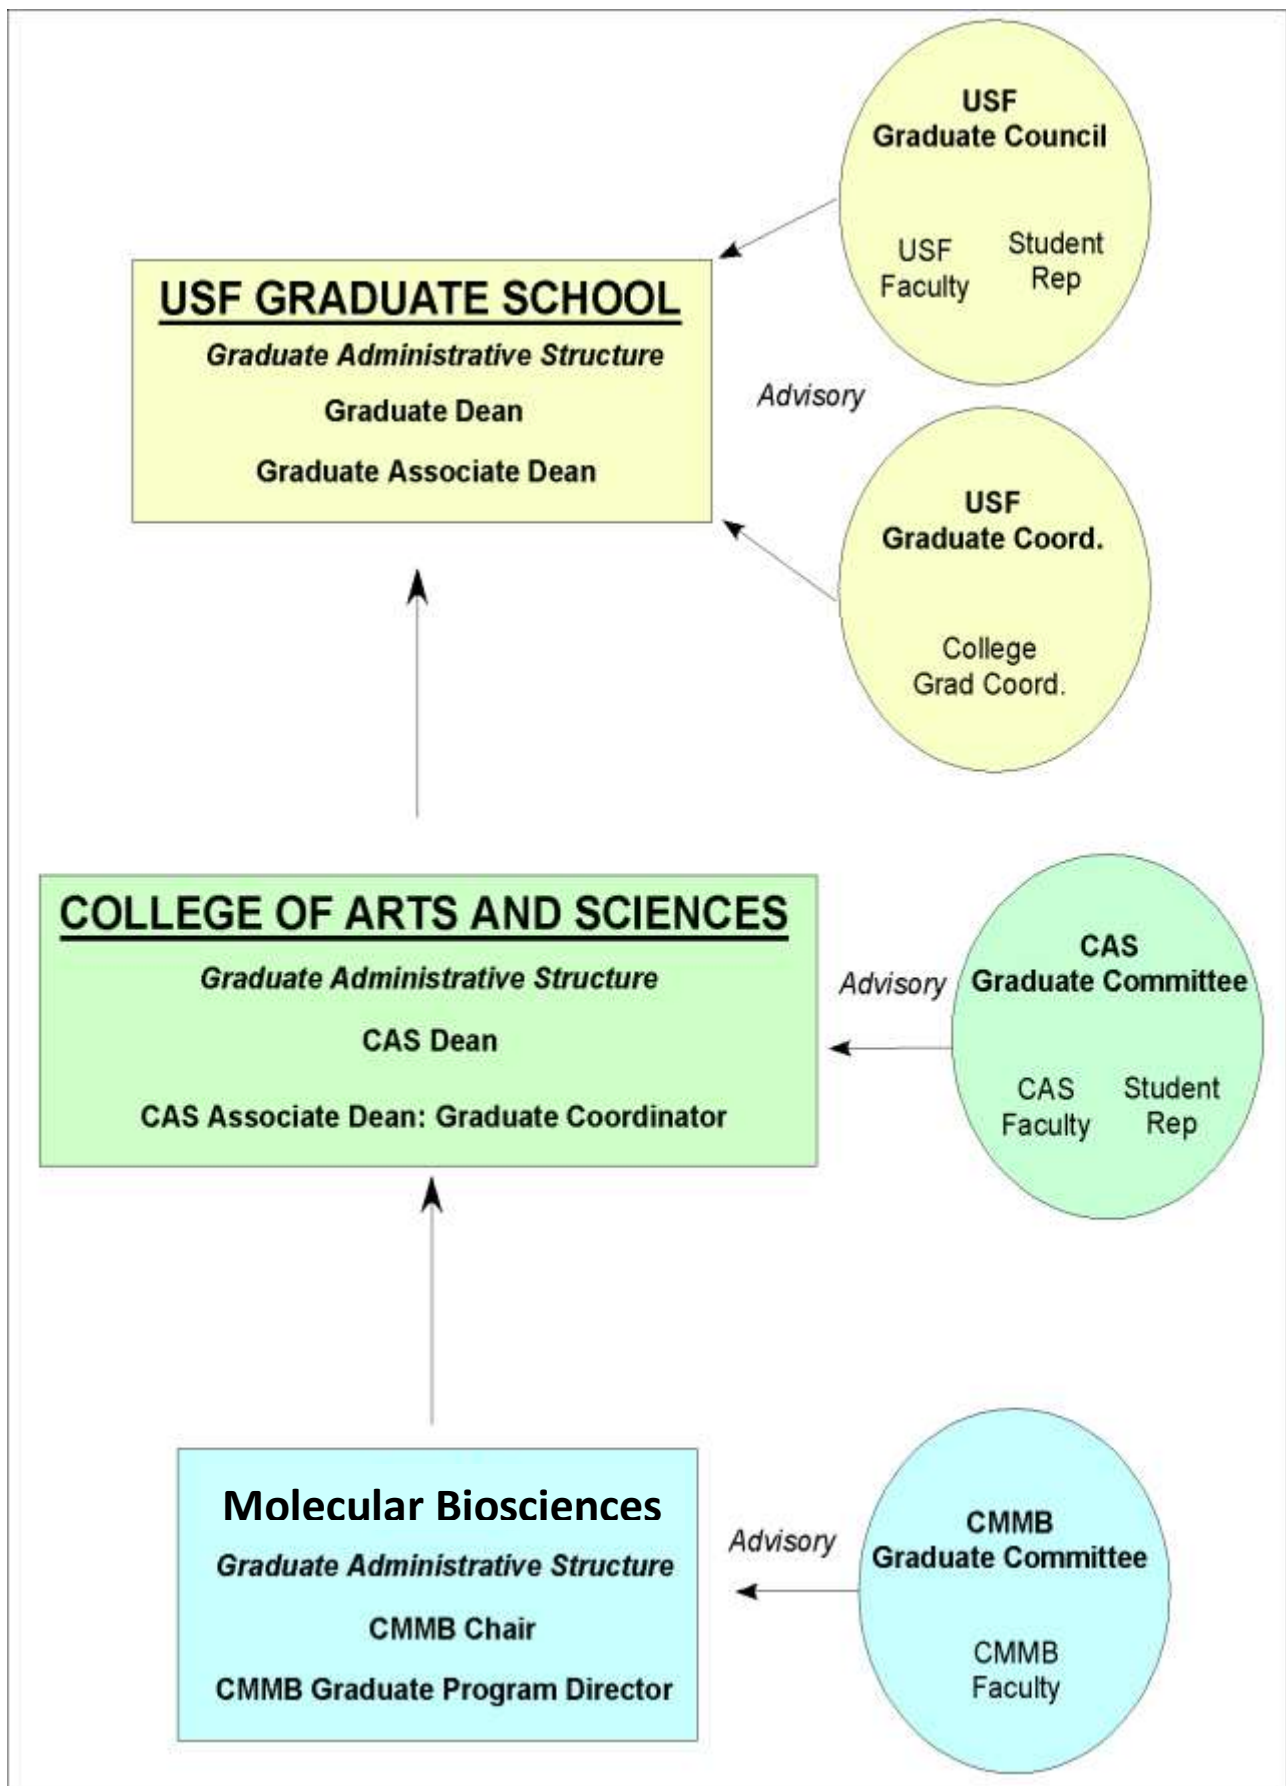 USF
Graduate Council
USF
Faculty
Student
Rep
USF GRADUATE SCHOOL
Graduate Administrative Structure
Graduate Dean
Graduate Associate Dean
Advisory
USF
Graduate Coord.
College
Grad Coord.
COLLEGE OF ARTS AND SCIENCES
Graduate Administrative Structure
CAS Dean
CAS Associate Dean: Graduate Coordinator
Advisory
CAS
Graduate Committee
CAS
Faculty
Student
Rep
Molecular Biosciences
Graduate Administrative Structure
CMMB Chair
CMMB Graduate Program Director
Advisory
CMMB
Graduate Committee
CMMB
Faculty